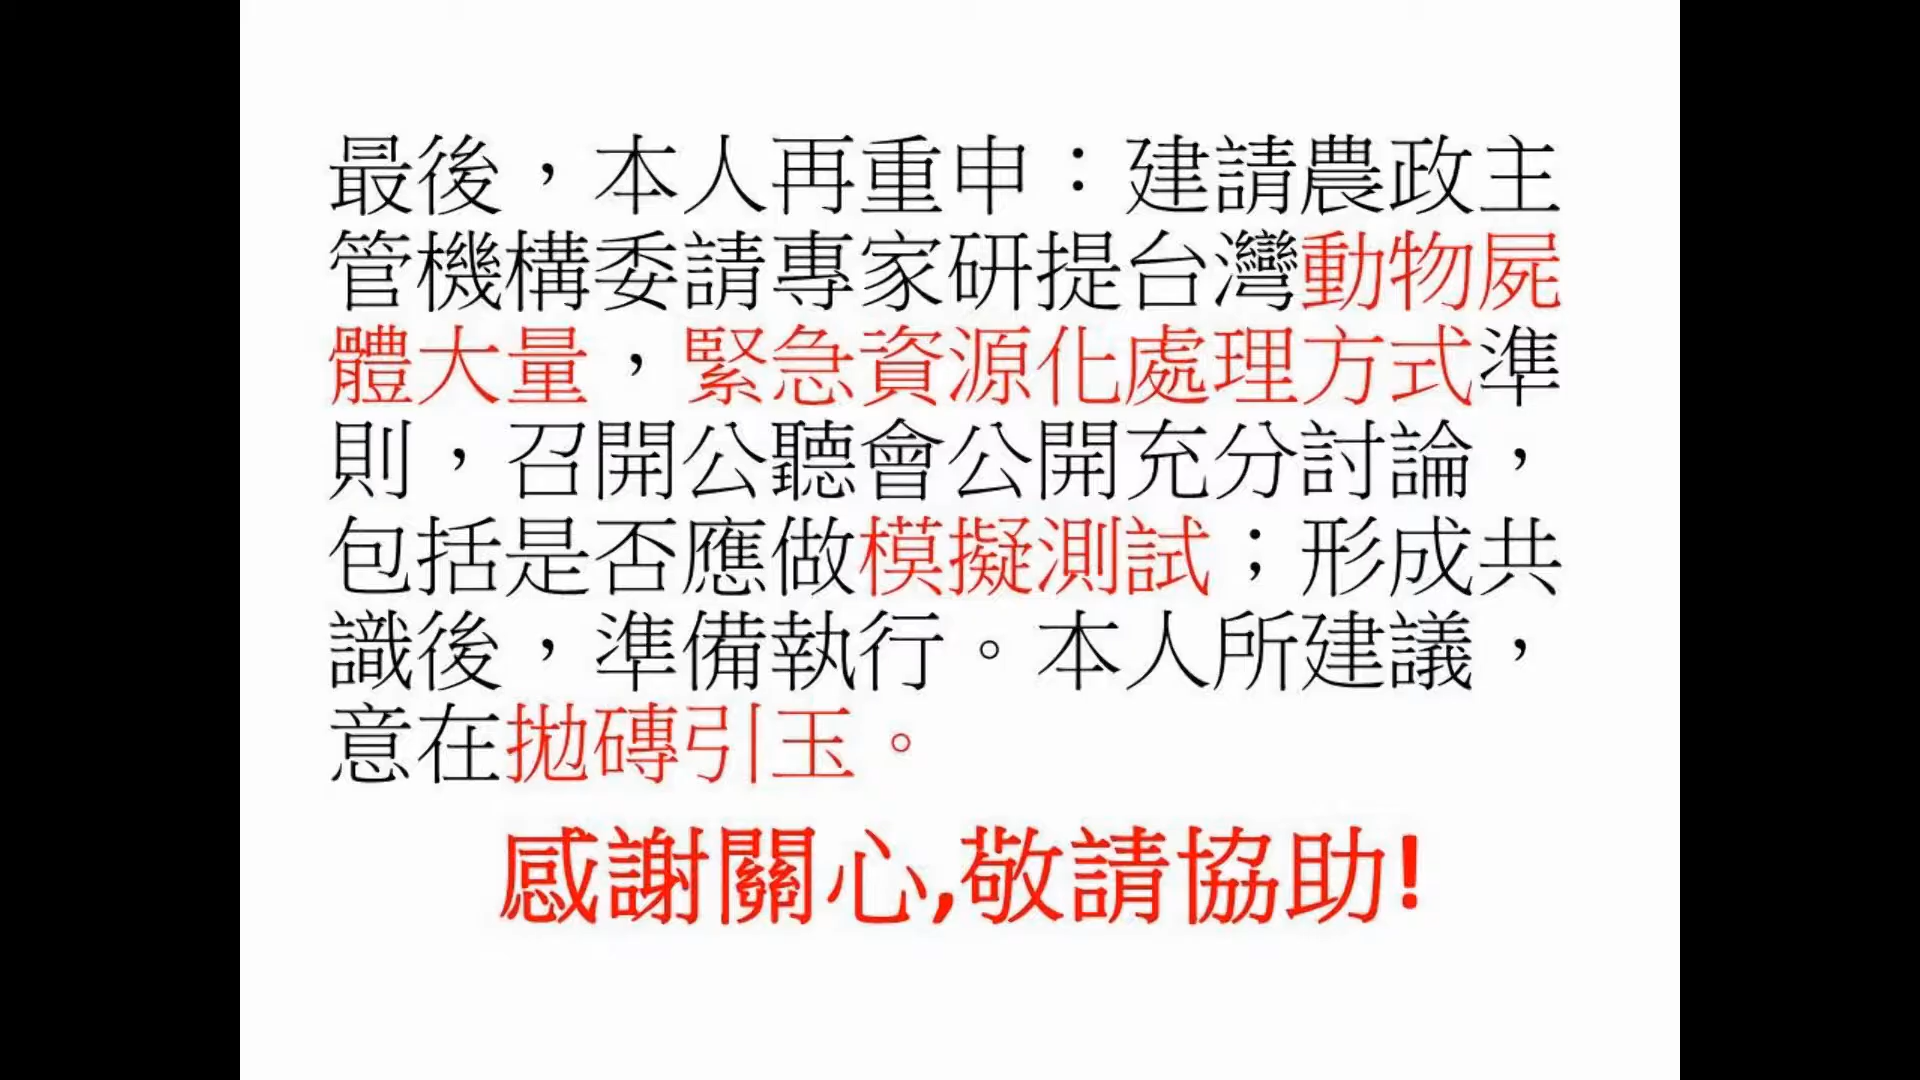 最後，本人再重申：建請農政主
管機構委請專家研提台灣動物屍
體大量，緊急資源化處理方式準
則，召開公聽會公開充分討論，
包括是否應做模擬測試；形成共
識後，準備執行。本人所建議，
意在拋磚引玉。
感謝關心,敬請協助!